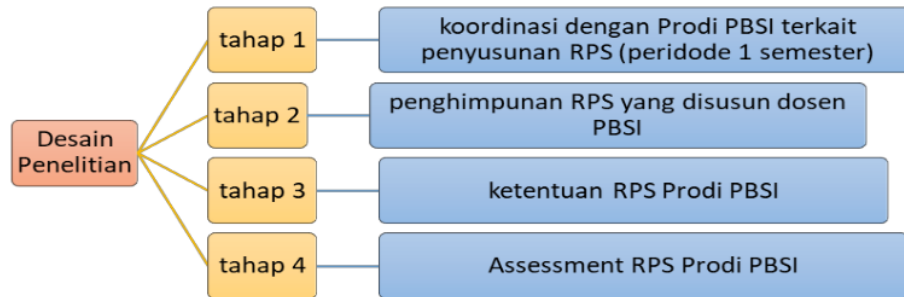 Desain
Penelitian
tahap 1
koordinasi dengan Prodi PBSI terkait
penyusunan RPS (peridode 1 semester)
tahap 2
penghimpunan RPS yang disusun dosen
PBSI
tahap 3
ketentuan RPS Prodi PBSI
tahap 4
Assessment RPS Prodi PBSI